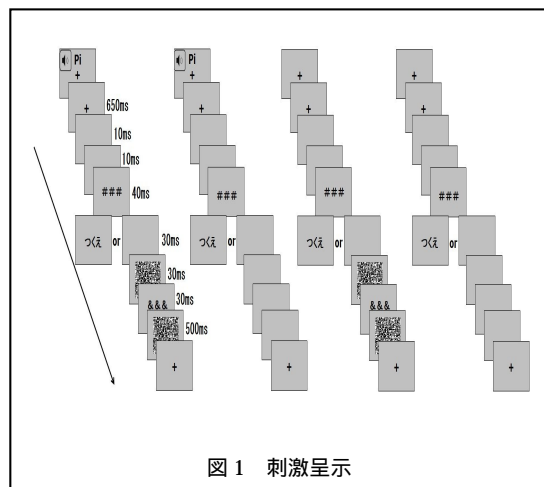 Pi Pi
+ + + +
+ 650ms + + +
10ms
10ms
### 40ms ### ### ###
つくえ or 30ms つくえ or つくえ or つくえ or
30ms
&&& 30ms &&&
500ms
+ + + +
図 1 刺激呈示